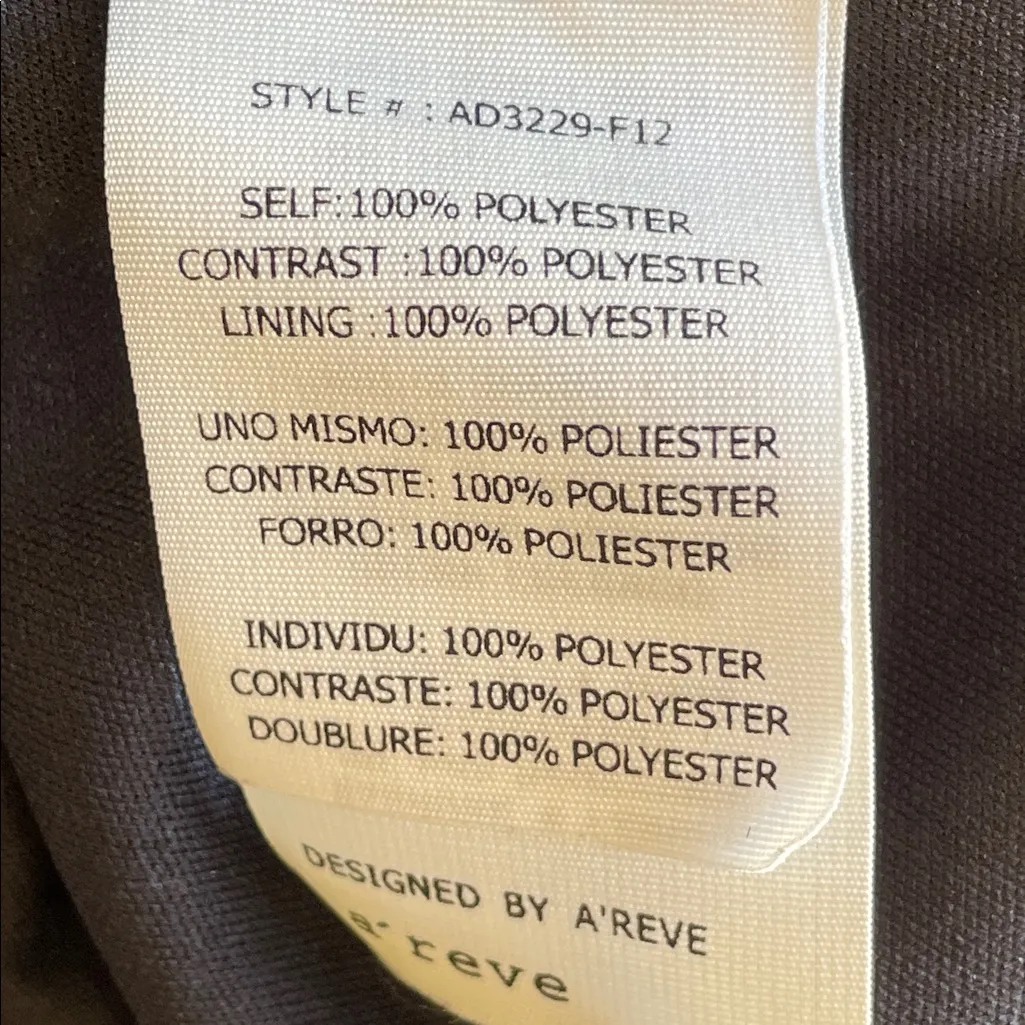 STYLE # : AD3229-F12
SELF:100% POLYESTER
CONTRAST :100% POLYESTER
LINING :100% POLYESTER
UNO MISMO: 100% POLIESTER
CONTRASTE: 100% POLIESTER
FORRO: 100% POLIESTER
INDIVIDU: 100% POLYESTER
CONTRASTE: 100% POLYESTER
DOUBLURE: 100% POLYESTER
DESIGNED BY A'REVE
a'reve